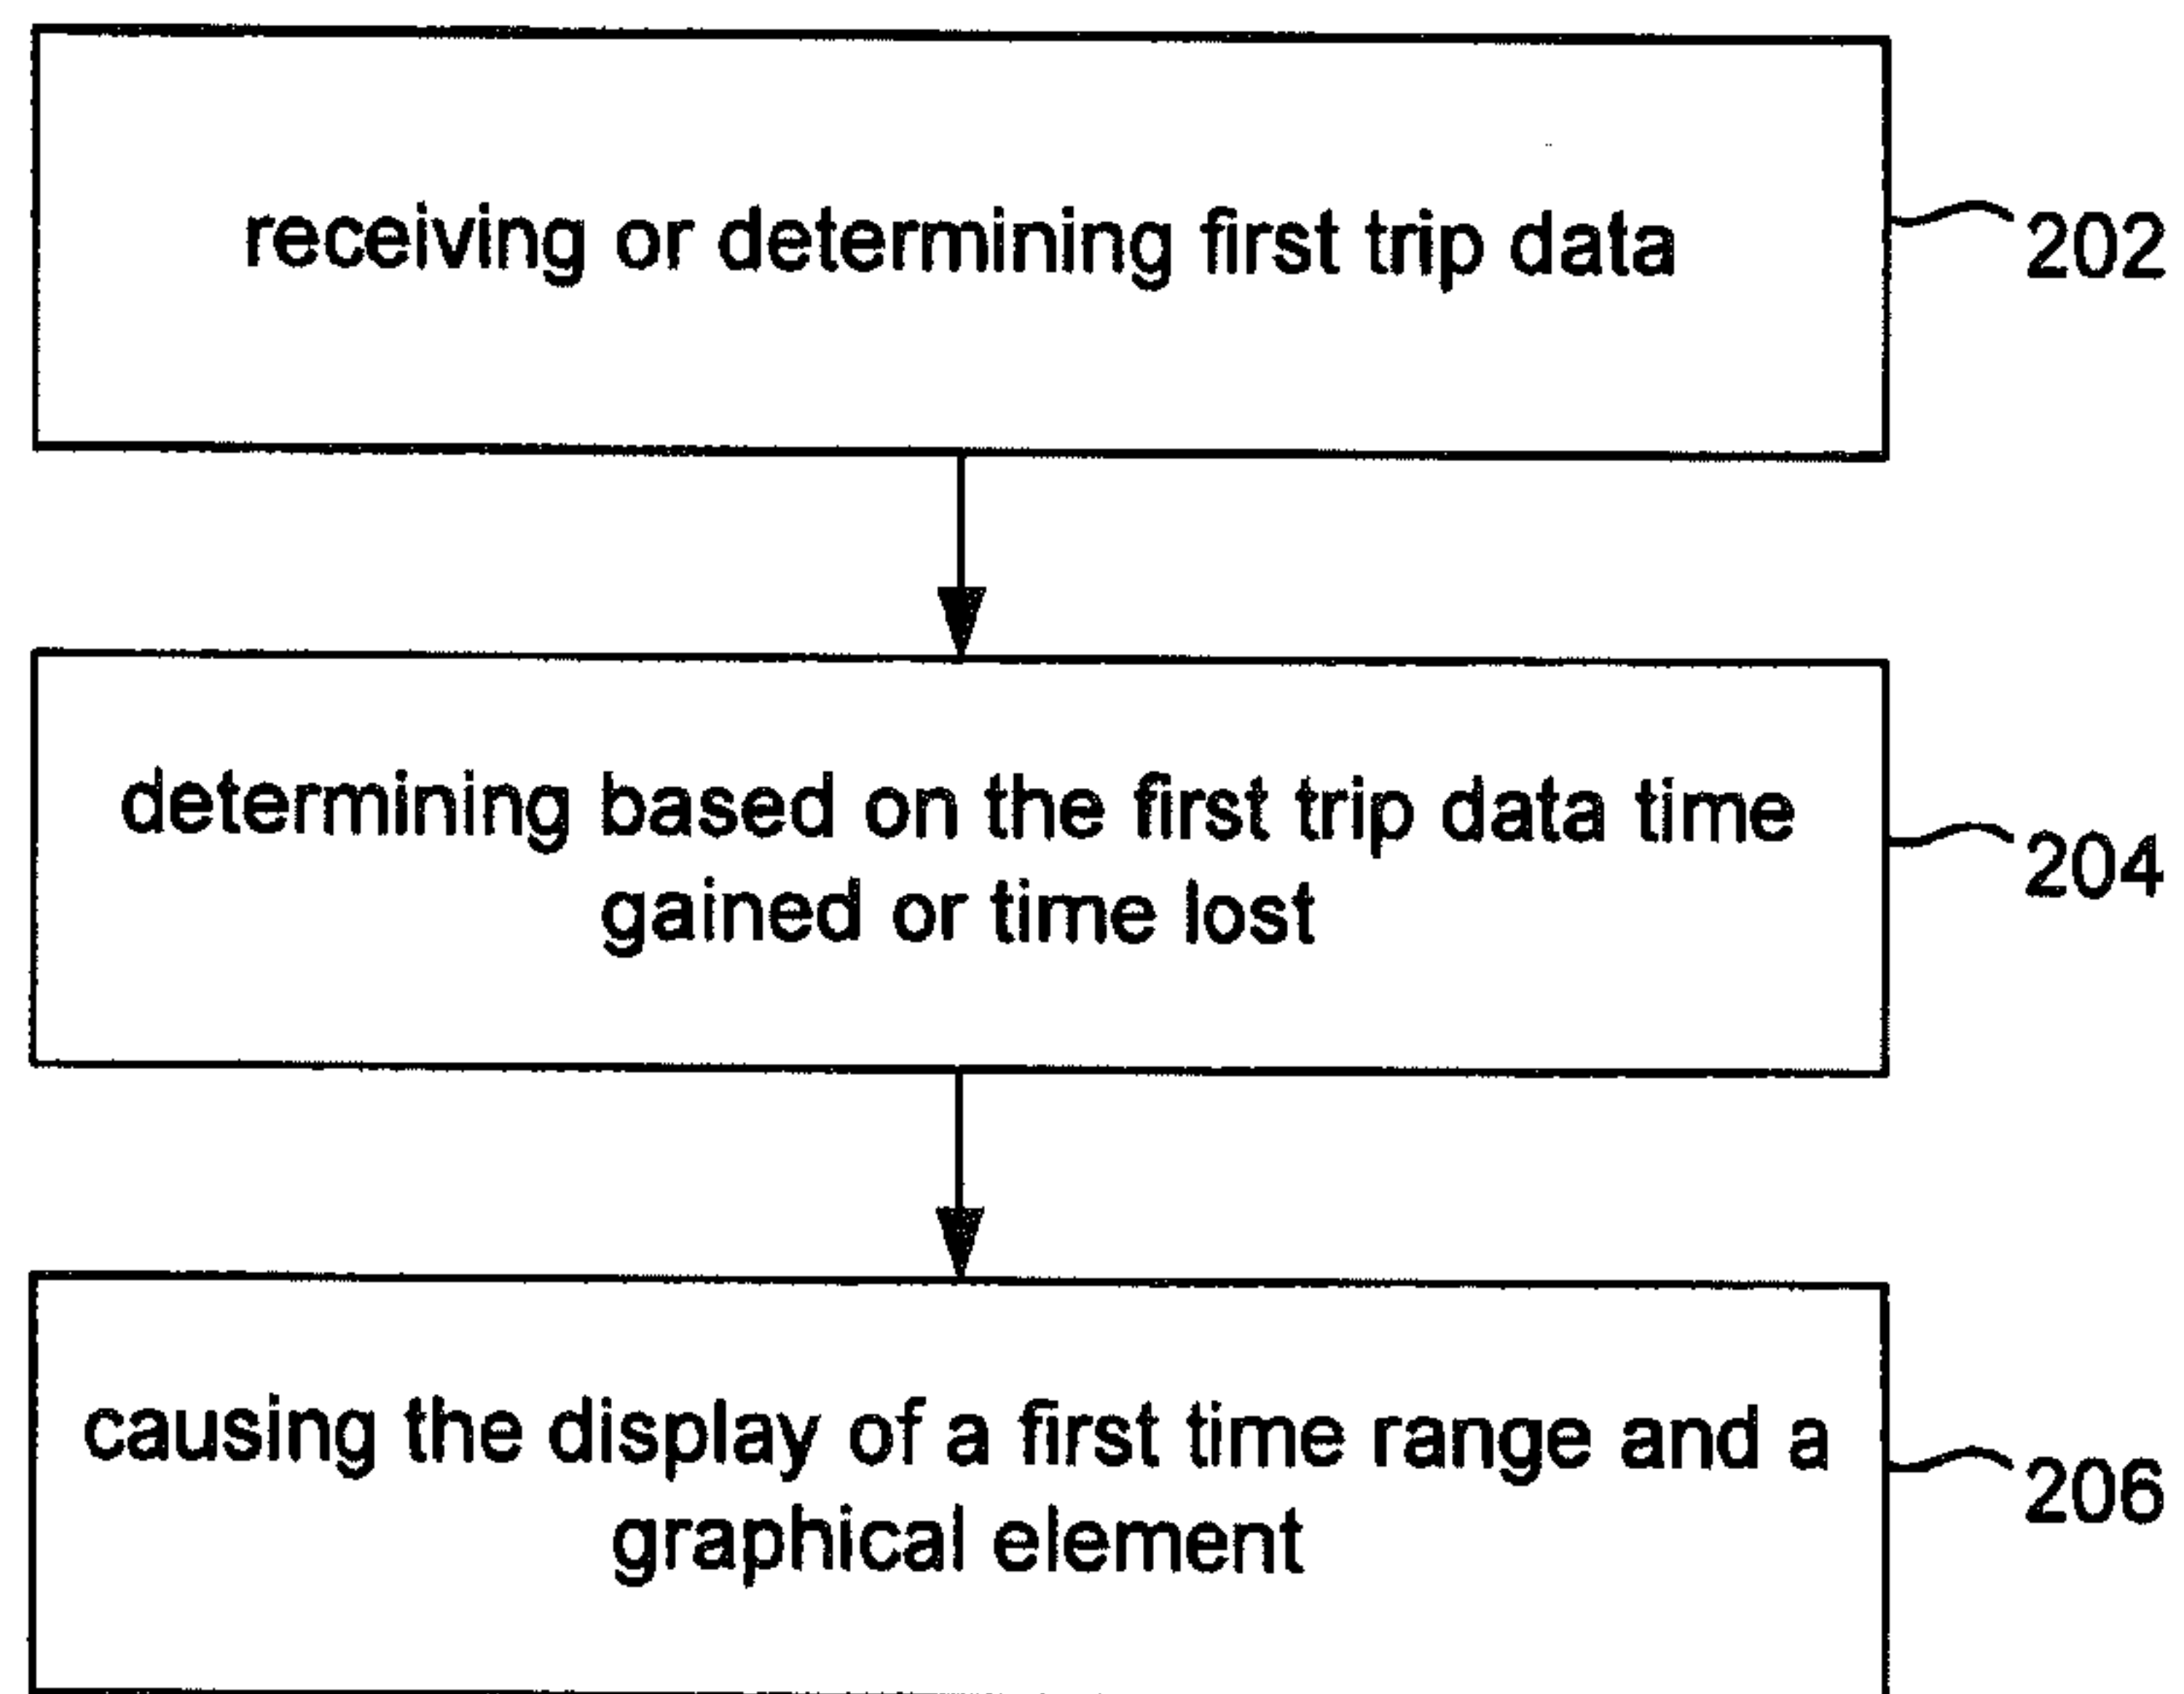 receiving or determining first trip data
202
determining based on the first trip data time
gained or time lost
204
causing the display of a first time range and a
graphical element
206